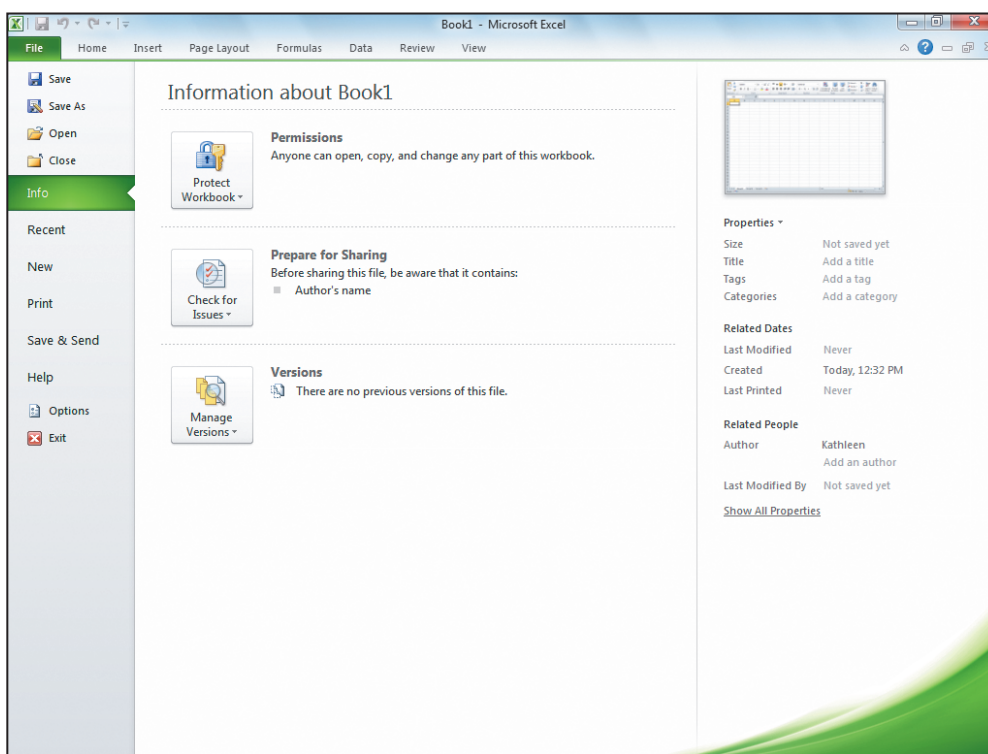 Book1 - Microsoft Excel
File Home Insert Page Layout Formulas Data Review View
Save
Save As
Open
Close
Info
Recent
New
Print
Save & Send
Help
Options
Exit
Information about Book1
Protect
Workbook
Permissions
Anyone can open, copy, and change any part of this workbook.
Check for
Issues
Prepare for Sharing
Before sharing this file, be aware that it contains:
Author's name
Manage
Versions
Versions
There are no previous versions of this file.
Properties
Size Not saved yet
Title Add a title
Tags Add a tag
Categories Add a category
Related Dates
Last Modified Never
Created Today, 12:32 PM
Last Printed Never
Related People
Author Kathleen
Add an author
Last Modified By Not saved yet
Show All Properties